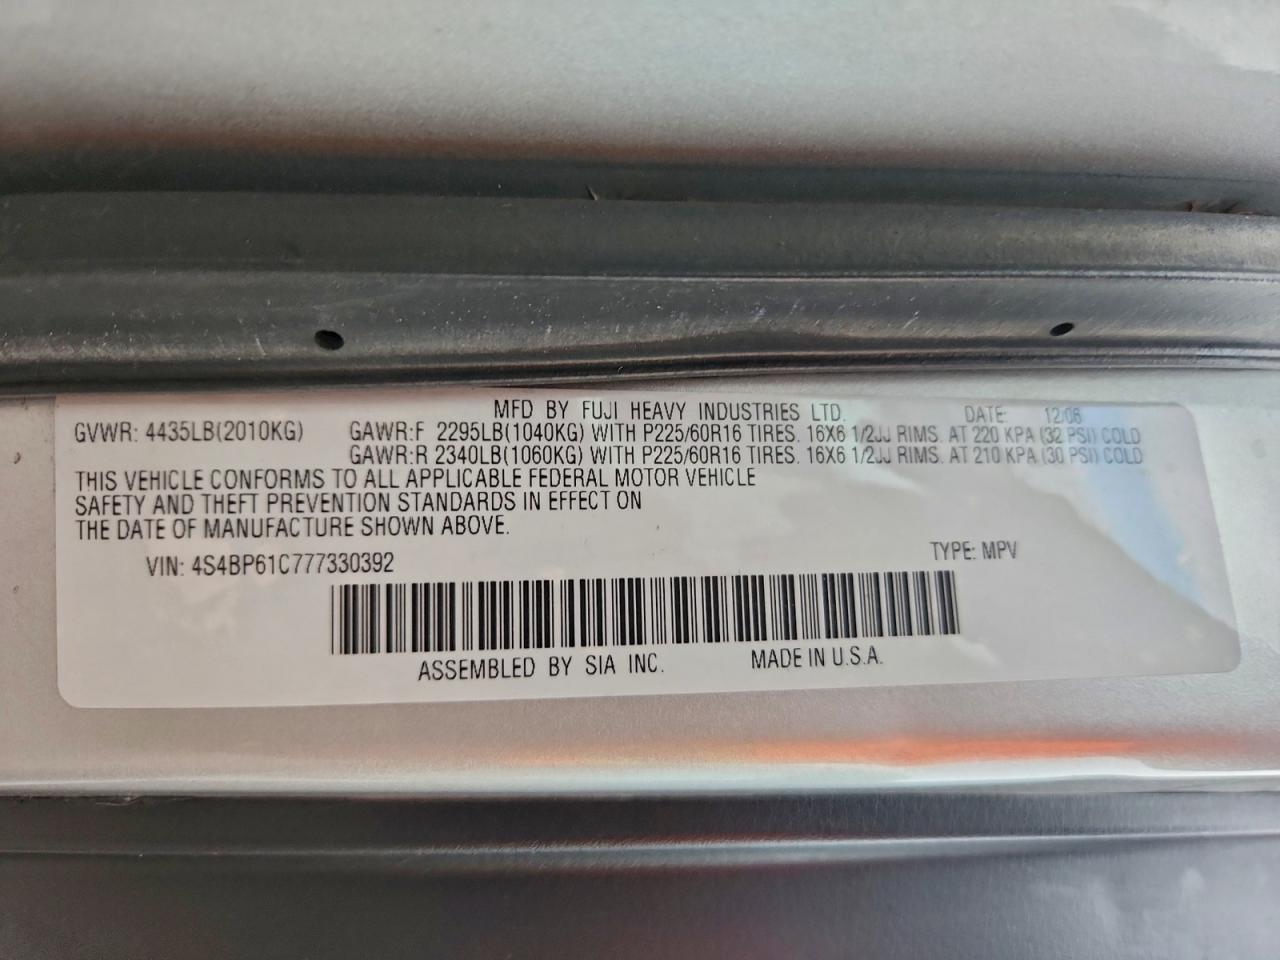 MFD BY FUJI HEAVY INDUSTRIES LTD. DATE: 12/06
GVWR: 4435LB(2010KG) GAWR:F 2295LB(1040KG) WITH P225/60R16 TIRES. 16X6 1/2JJ RIMS. AT 220 KPA (32 PSI) COLD
GAWR:R 2340LB(1060KG) WITH P225/60R16 TIRES. 16X6 1/2JJ RIMS. AT 210 KPA (30 PSI) COLD
THIS VEHICLE CONFORMS TO ALL APPLICABLE FEDERAL MOTOR VEHICLE
SAFETY AND THEFT PREVENTION STANDARDS IN EFFECT ON
THE DATE OF MANUFACTURE SHOWN ABOVE.
VIN: 4S4BP61C777330392 TYPE: MPV
ASSEMBLED BY SIA INC. MADE IN U.S.A.